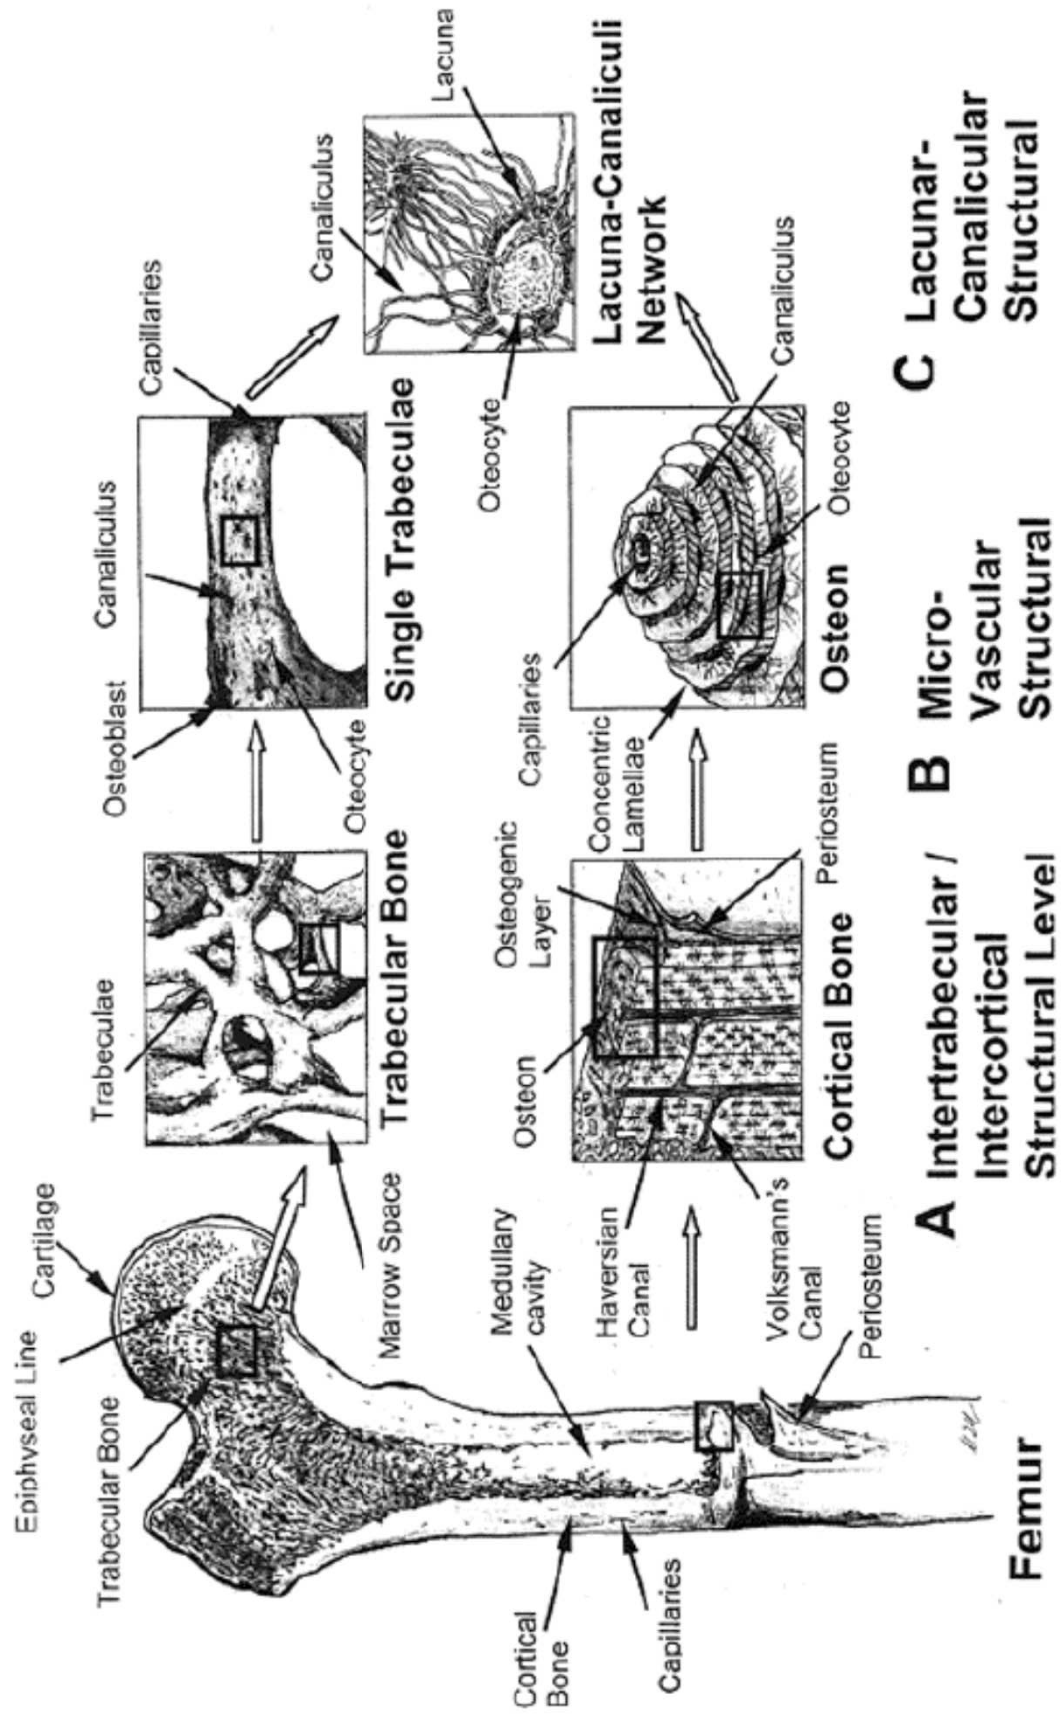 Epiphyseal Line
Cartilage
Trabecular Bone
Marrow Space
Medullary
cavity
Cortical
Bone
Capillaries
Periosteum
Femur
Trabeculae
Trabecular Bone
Osteon
Osteogenic
Layer
Haversian
Canal
Volksmann's
Canal
Periosteum
Cortical Bone
A Intertrabecular /
Intercortical
Structural Level
Osteoblast
Canaliculus
Capillaries
Oteocyte
Single Trabeculae
Capillaries
Concentric
Lamellae
Canaliculus
Oteocyte
Osteon
B Micro-
Vascular
Structural
Canaliculus
Lacuna
Oteocyte
Lacuna-Canaliculi
Network
C Lacunar-
Canalicular
Structural